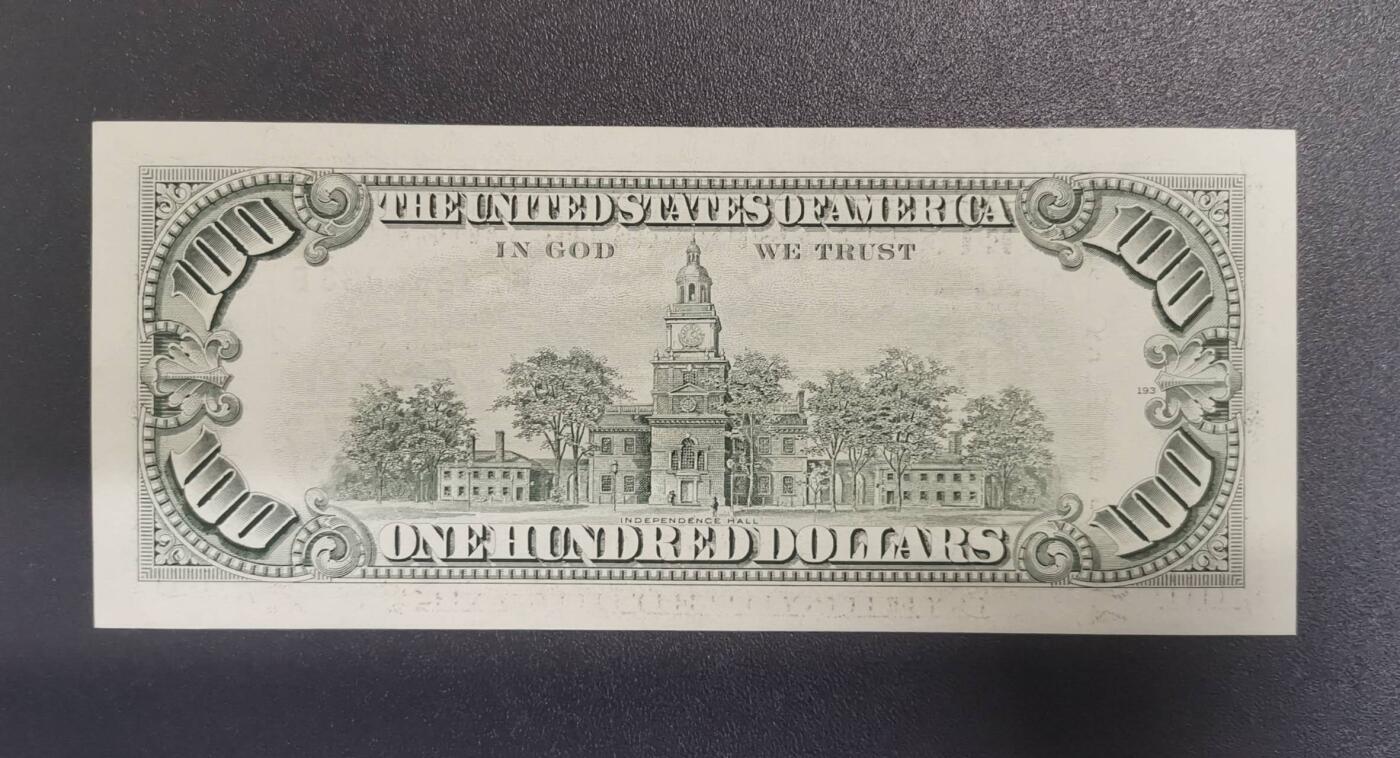 THE UNITED STATES OF AMERICA
100 100
IN GOD WE TRUST
193
INDEPENDENCE HALL
100 100
ONE HUNDRED DOLLARS